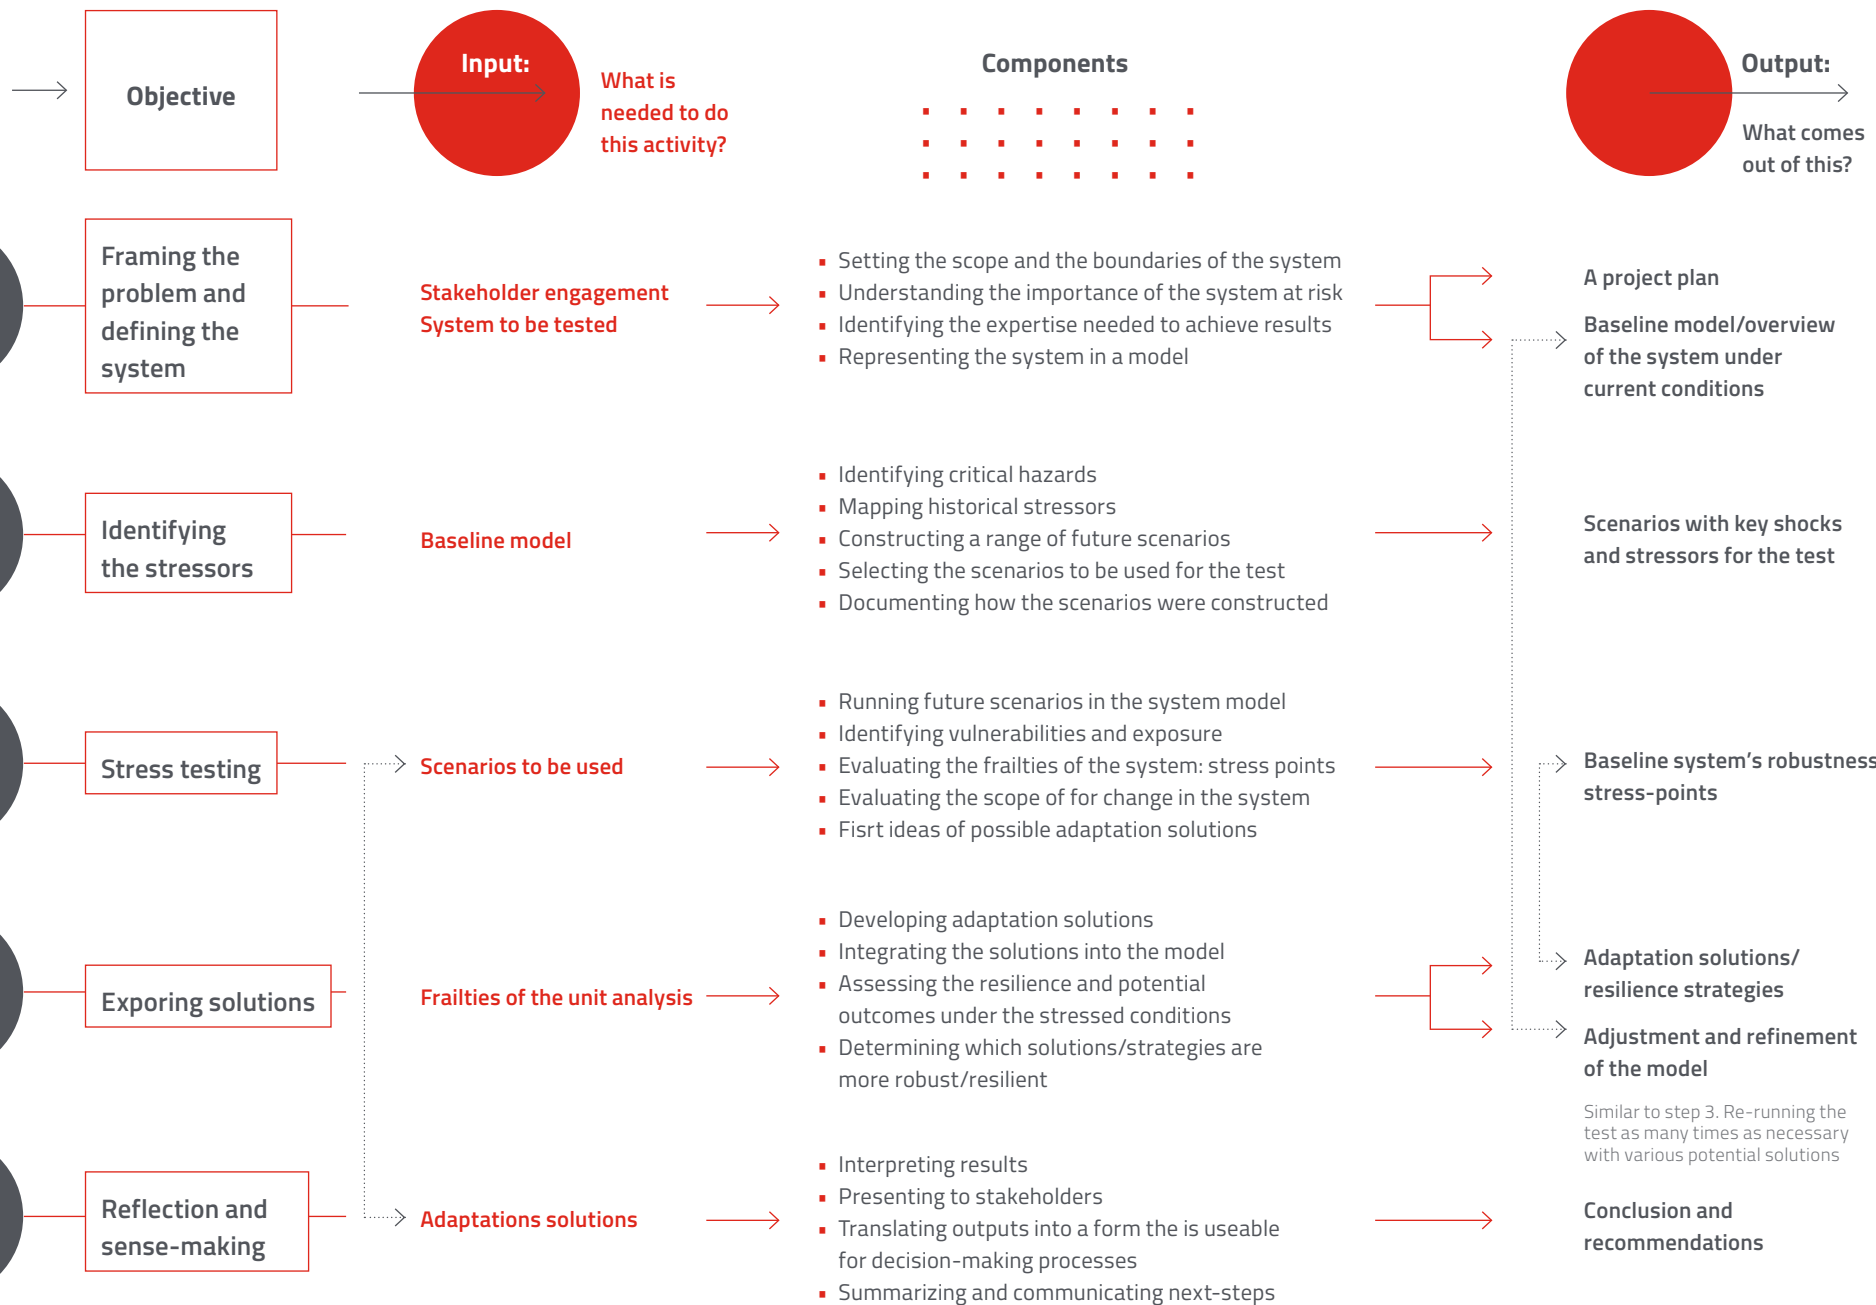 Objective
Input:
What is
needed to do
this activity?
Components
Output:
What comes
out of this?
Framing the
problem and
defining the
system
Stakeholder engagement
System to be tested
Setting the scope and the boundaries of the system
Understanding the importance of the system at risk
Identifying the expertise needed to achieve results
Representing the system in a model
A project plan
Baseline model/overview
of the system under
current conditions
Identifying
the stressors
Baseline model
Identifying critical hazards
Mapping historical stressors
Constructing a range of future scenarios
Selecting the scenarios to be used for the test
Documenting how the scenarios were constructed
Scenarios with key shocks
and stressors for the test
Stress testing
Scenarios to be used
Running future scenarios in the system model
Identifying vulnerabilities and exposure
Evaluating the frailties of the system: stress points
Evaluating the scope of for change in the system
Fisrt ideas of possible adaptation solutions
Baseline system's robustness
stress-points
Exporing solutions
Frailties of the unit analysis
Developing adaptation solutions
Integrating the solutions into the model
Assessing the resilience and potential
outcomes under the stressed conditions
Determining which solutions/strategies are
more robust/resilient
Adaptation solutions/
resilience strategies
Adjustment and refinement
of the model
Similar to step 3. Re-running the
test as many times as necessary
with various potential solutions
Reflection and
sense-making
Adaptations solutions
Interpreting results
Presenting to stakeholders
Translating outputs into a form the is useable
for decision-making processes
Summarizing and communicating next-steps
Conclusion and
recommendations